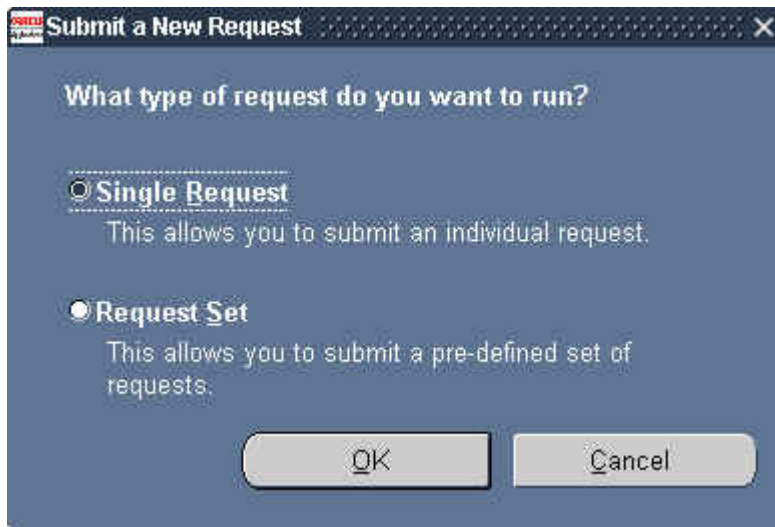 ORACLE
Submit a New Request
What type of request do you want to run?
Single Request
This allows you to submit an individual request.
Request Set
This allows you to submit a pre-defined set of
requests.
OK
Cancel